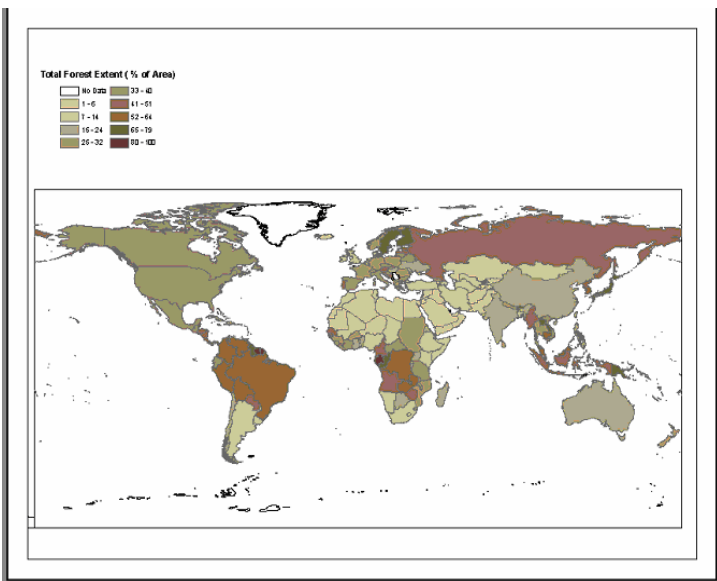 Total Forest Extent ( % of Area)
No Data 33 - 40
1 - 6 41 - 51
7 - 14 52 - 64
15 - 24 65 - 79
25 - 32 80 - 100